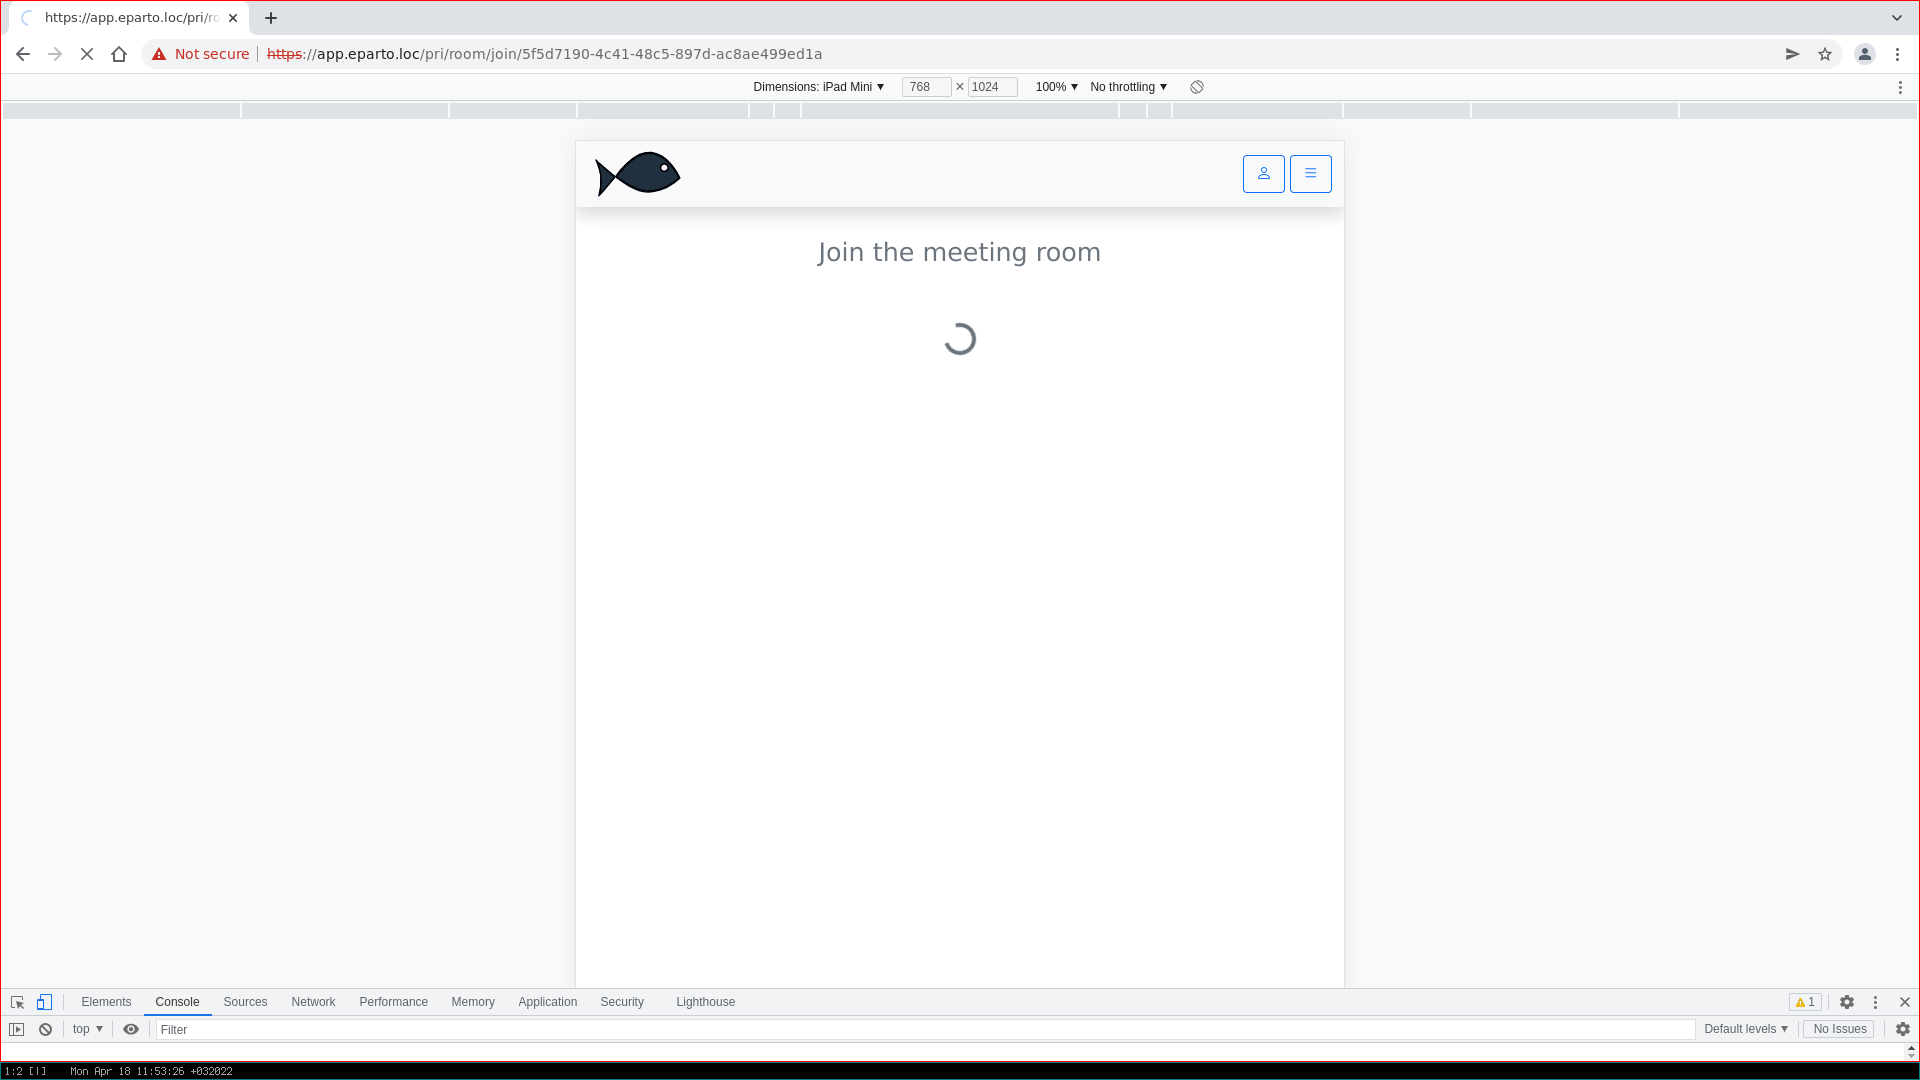 https://app.eparto.loc/pri/ro
Not secure https://app.eparto.loc/pri/room/join/5f5d7190-4c41-48c5-897d-ac8ae499ed1a
Dimensions: iPad Mini ▼ 768 × 1024 100% ▼ No throttling ▼
Join the meeting room
Elements Console Sources Network Performance Memory Application Security Lighthouse 1
top ▼ Filter Default levels ▼ No Issues
1:2 [|] Mon Apr 18 11:53:26 +032022